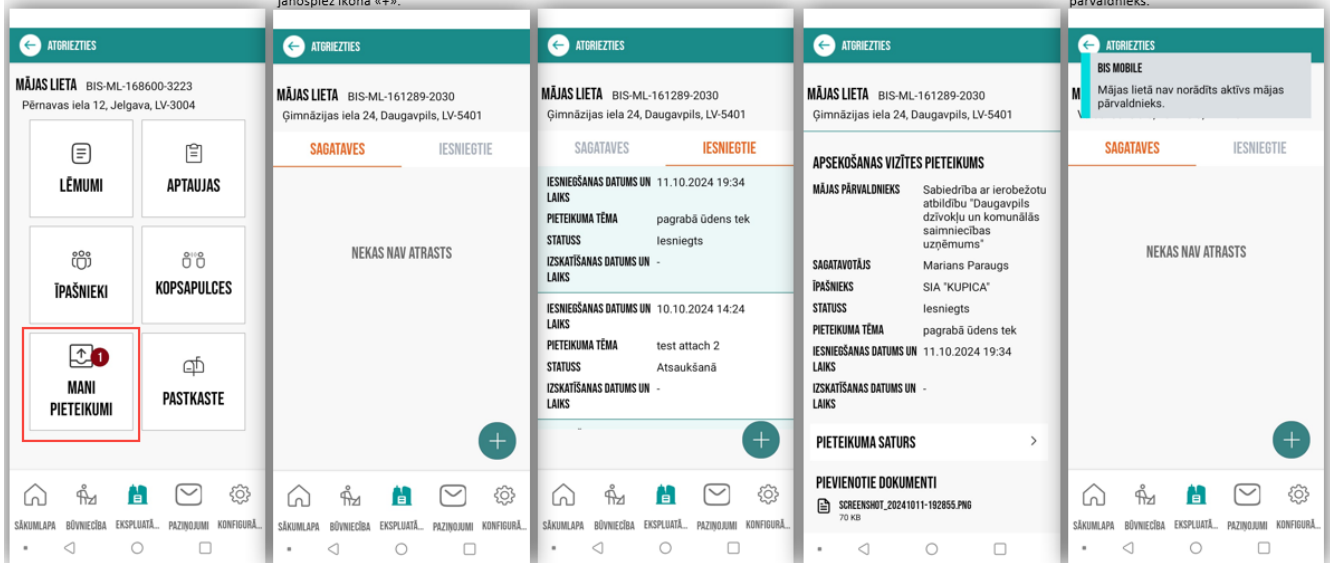 jānospiež ikona «+».
pārvaldnieks.
ATGRIEZTIES
MĀJAS LIETA BIS-ML-168600-3223
Pērnavas iela 12, Jelgava, LV-3004
LĒMUMI
APTAUJAS
ĪPAŠNIEKI
KOPSAPULCES
1
MANI
PIETEIKUMI
PASTKASTE
SĀKUMLAPA BŪVNIECĪBA EKSPLUATĀ... PAZIŅOJUMI KONFIGURĀ...
ATGRIEZTIES
MĀJAS LIETA BIS-ML-161289-2030
Ģimnāzijas iela 24, Daugavpils, LV-5401
SAGATAVES IESNIEGTIE
NEKAS NAV ATRASTS
+
SĀKUMLAPA BŪVNIECĪBA EKSPLUATĀ... PAZIŅOJUMI KONFIGURĀ...
ATGRIEZTIES
MĀJAS LIETA BIS-ML-161289-2030
Ģimnāzijas iela 24, Daugavpils, LV-5401
SAGATAVES IESNIEGTIE
IESNIEGŠANAS DATUMS UN 11.10.2024 19:34
LAIKS
PIETEIKUMA TĒMA pagrabā ūdens tek
STATUSS Iesniegts
IZSKATĪŠANAS DATUMS UN -
LAIKS
IESNIEGŠANAS DATUMS UN 10.10.2024 14:24
LAIKS
PIETEIKUMA TĒMA test attach 2
STATUSS Atsaukšanā
IZSKATĪŠANAS DATUMS UN -
LAIKS
+
SĀKUMLAPA BŪVNIECĪBA EKSPLUATĀ... PAZIŅOJUMI KONFIGURĀ...
ATGRIEZTIES
MĀJAS LIETA BIS-ML-161289-2030
Ģimnāzijas iela 24, Daugavpils, LV-5401
APSEKOŠANAS VIZĪTES PIETEIKUMS
MĀJAS PĀRVALDNIEKS Sabiedrība ar ierobežotu
atbildību "Daugavpils
dzīvokļu un komunālās
saimniecības
uzņēmums"
SAGATAVOTĀJS Marians Paraugs
ĪPAŠNIEKS SIA "KUPICA"
STATUSS Iesniegts
PIETEIKUMA TĒMA pagrabā ūdens tek
IESNIEGŠANAS DATUMS UN 11.10.2024 19:34
LAIKS
IZSKATĪŠANAS DATUMS UN -
LAIKS
PIETEIKUMA SATURS >
PIEVIENOTIE DOKUMENTI
SCREENSHOT_20241011-192855.PNG
70 KB
SĀKUMLAPA BŪVNIECĪBA EKSPLUATĀ... PAZIŅOJUMI KONFIGURĀ...
ATGRIEZTIES
BIS MOBILE
Mājas lietā nav norādīts aktīvs mājas
pārvaldnieks.
SAGATAVES IESNIEGTIE
NEKAS NAV ATRASTS
+
SĀKUMLAPA BŪVNIECĪBA EKSPLUATĀ... PAZIŅOJUMI KONFIGURĀ...